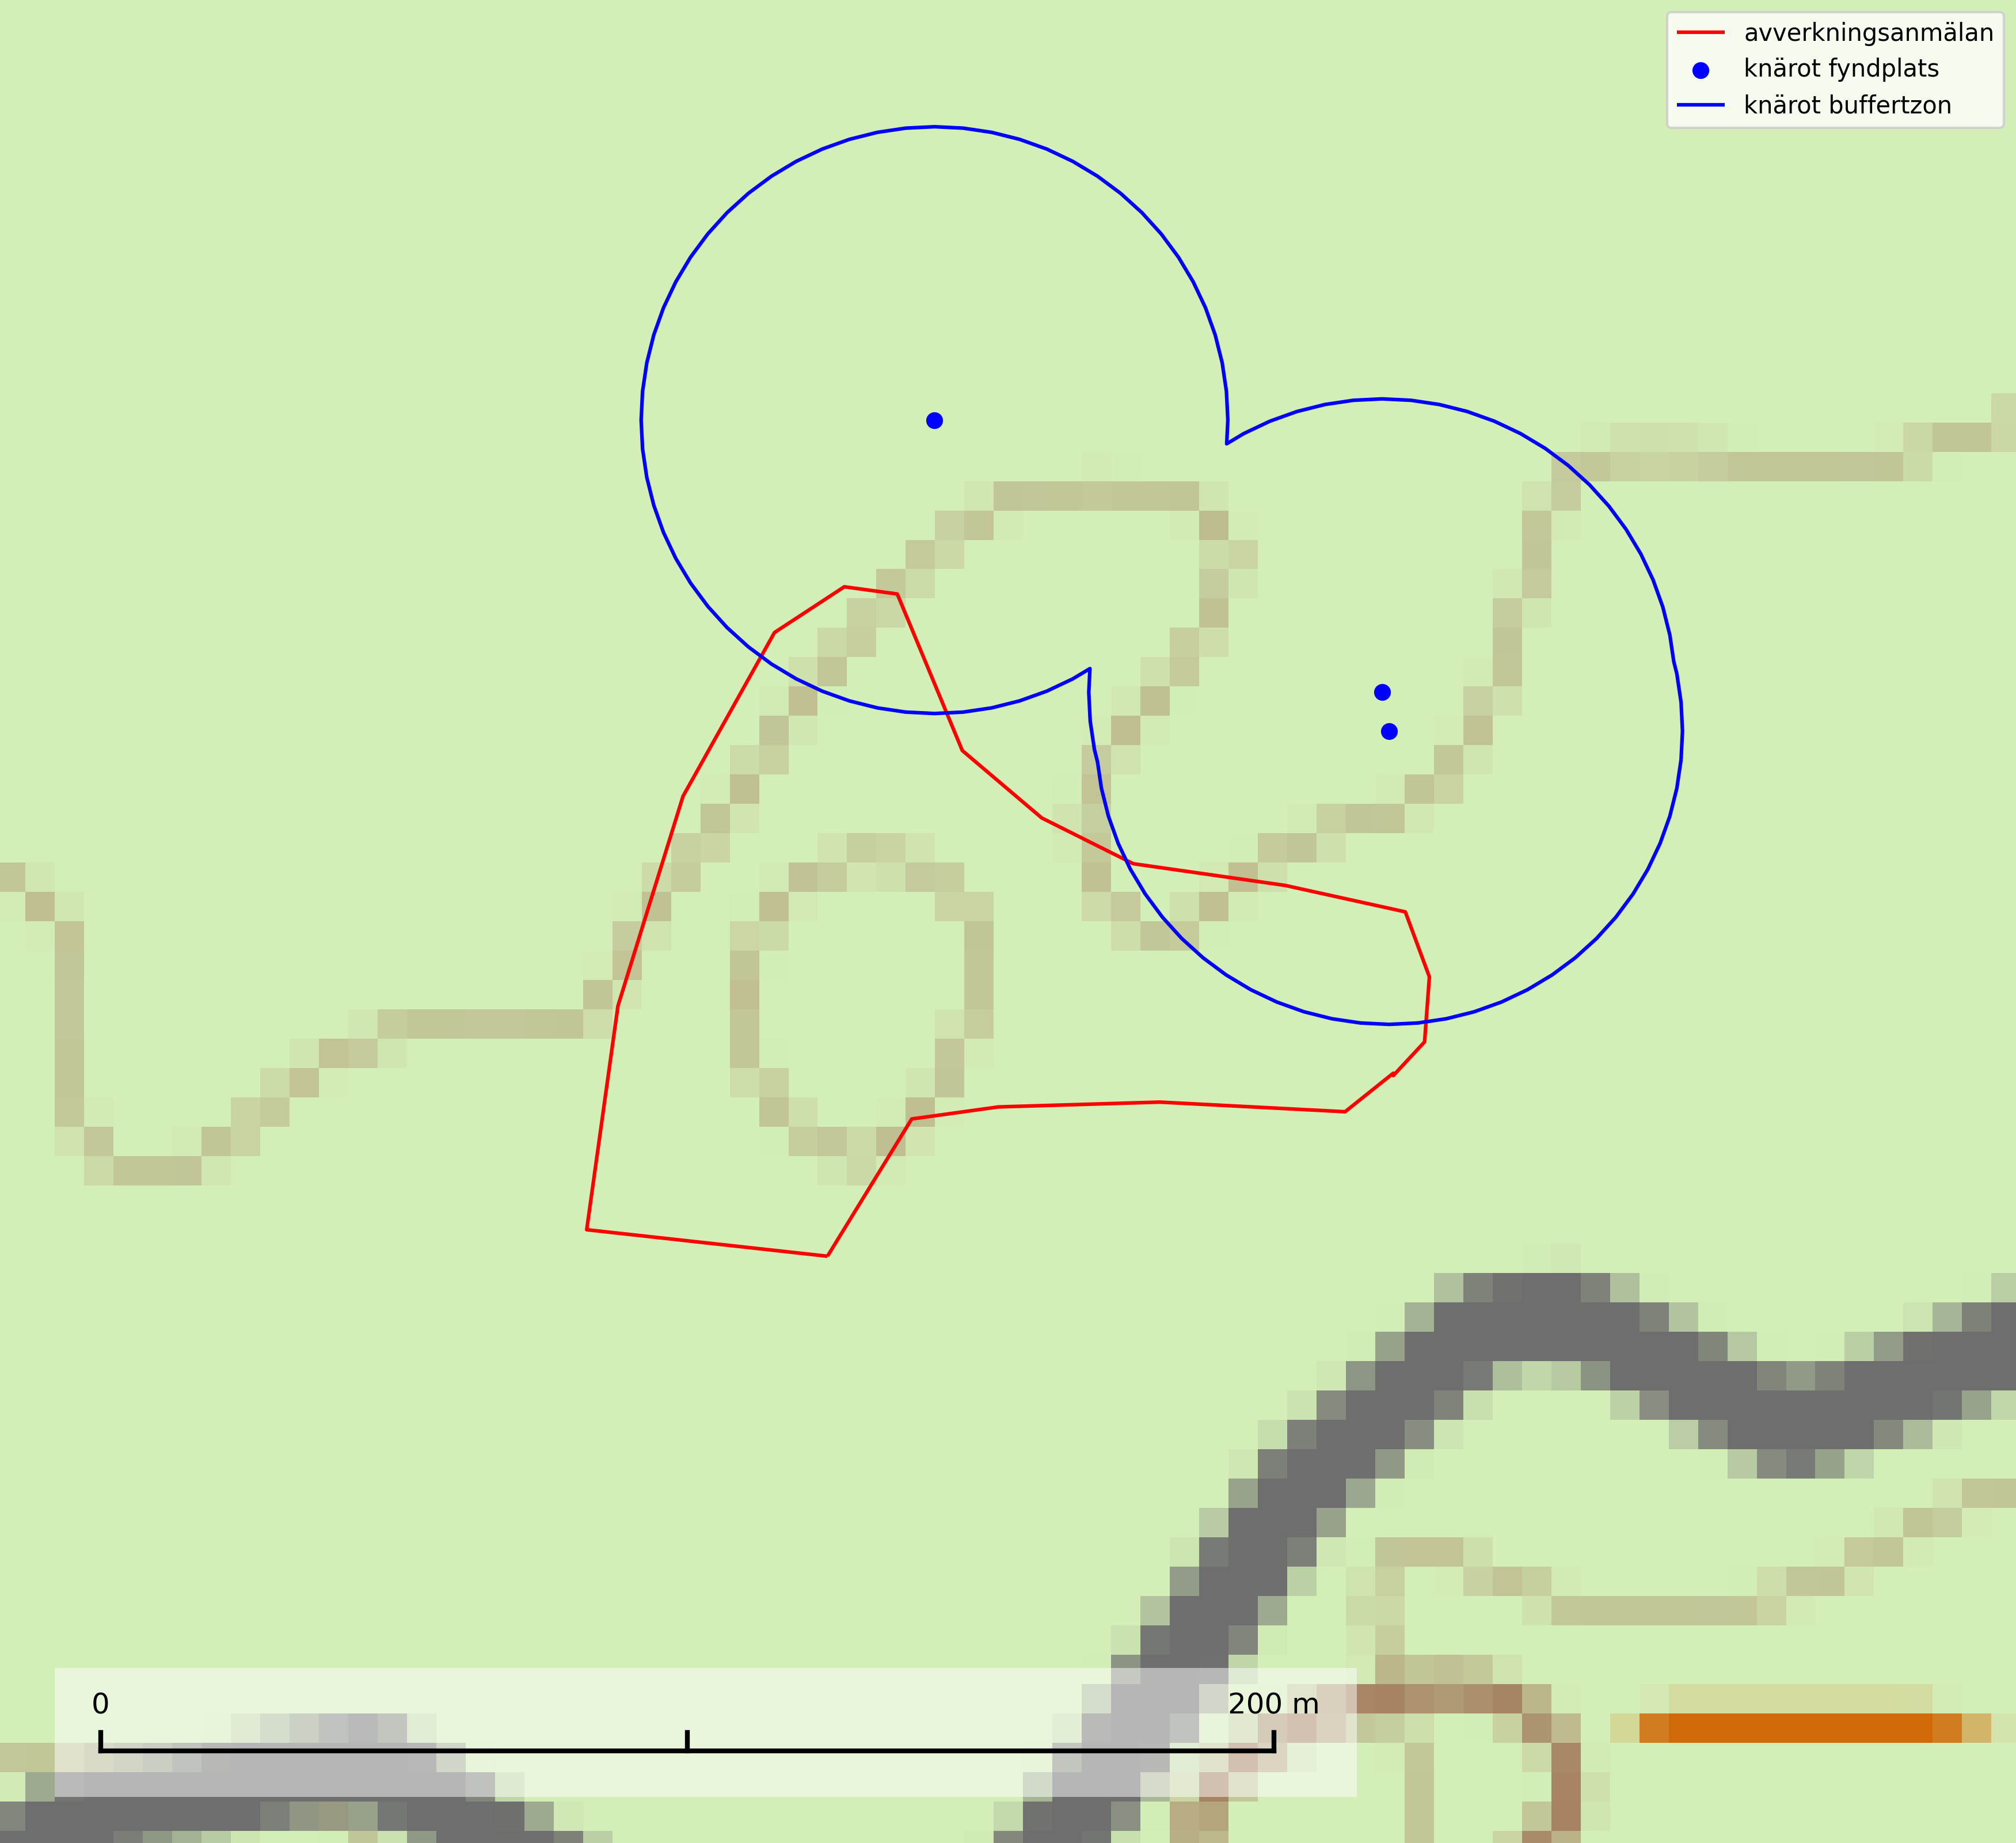 avverkningsanmälan
knärot fyndplats
knärot buffertzon
0
200 m